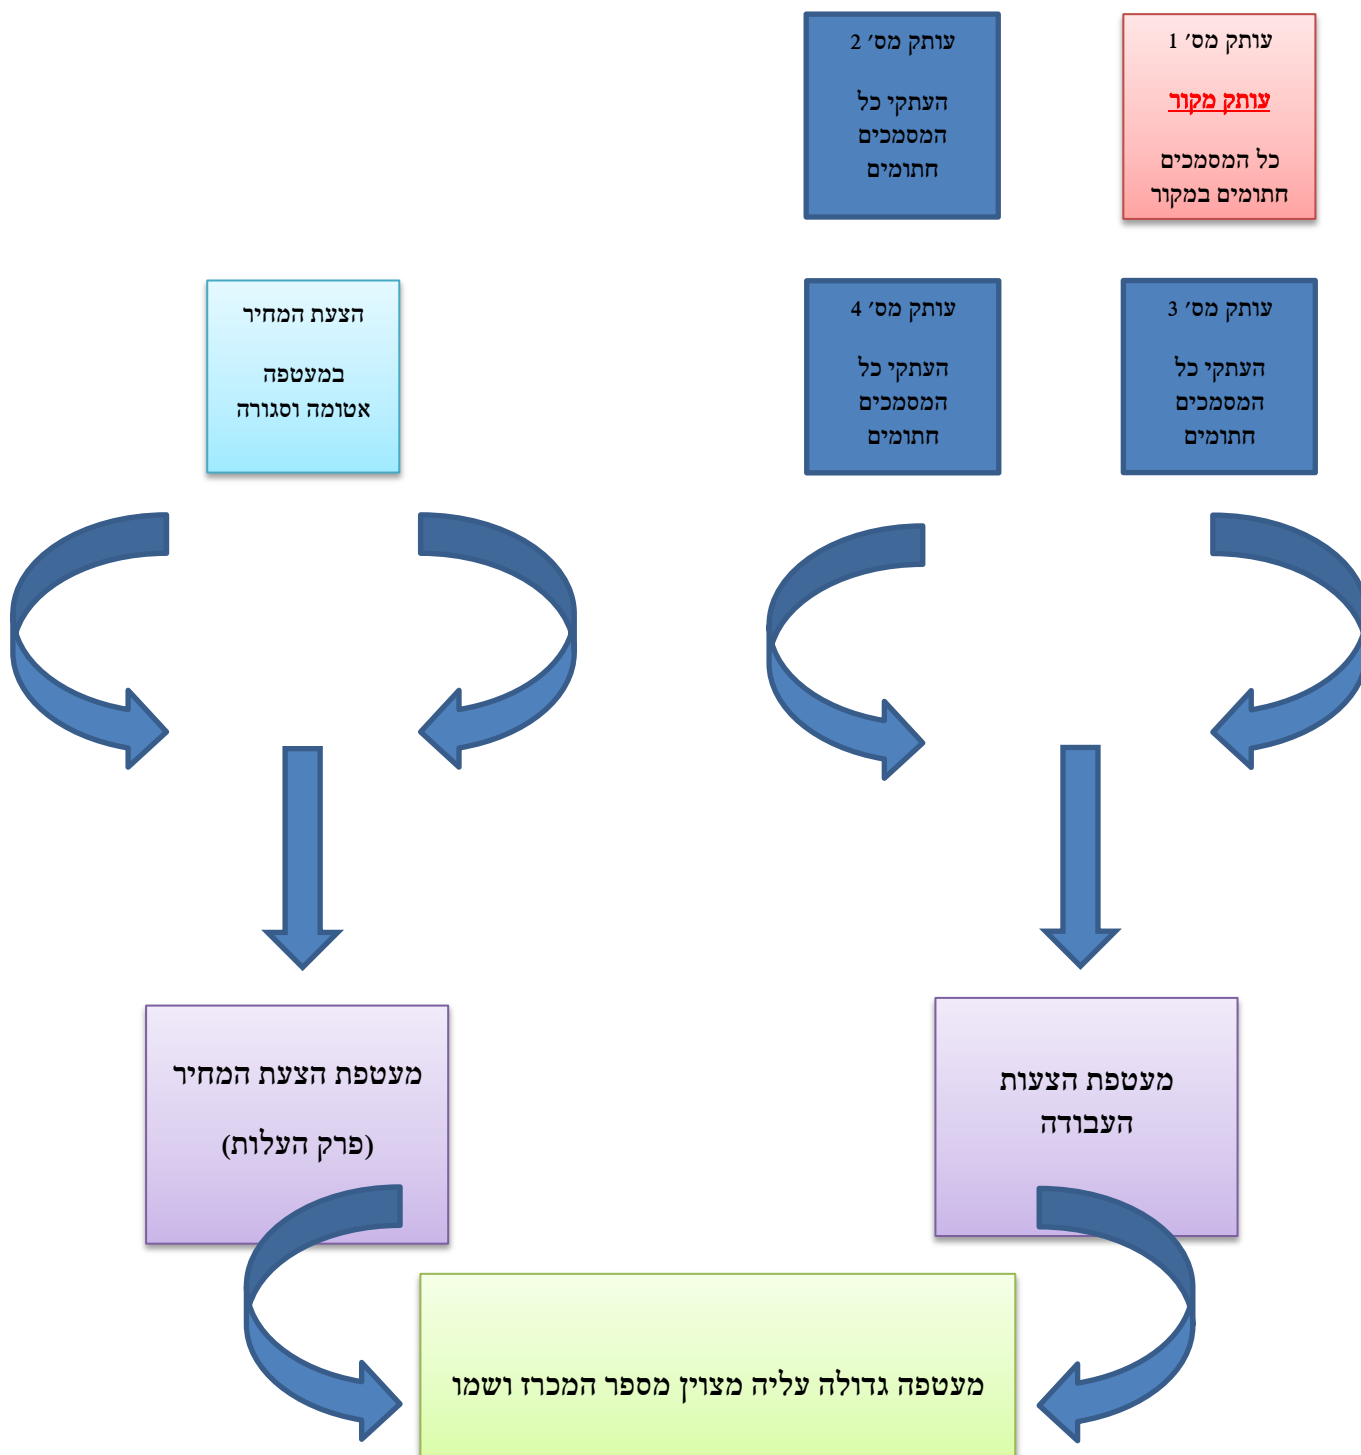 עותק מס׳ 1
עותק מקור
כל המסמכים
חתומים במקור
עותק מס׳ 2
העתקי כל
המסמכים
חתומים
עותק מס׳ 3
העתקי כל
המסמכים
חתומים
עותק מס׳ 4
העתקי כל
המסמכים
חתומים
הצעת המחיר
במעטפה
אטומה וסגורה
מעטפת הצעות
העבודה
מעטפת הצעת המחיר
(פרק העלות)
מעטפה גדולה עליה מצוין מספר המכרז ושמו